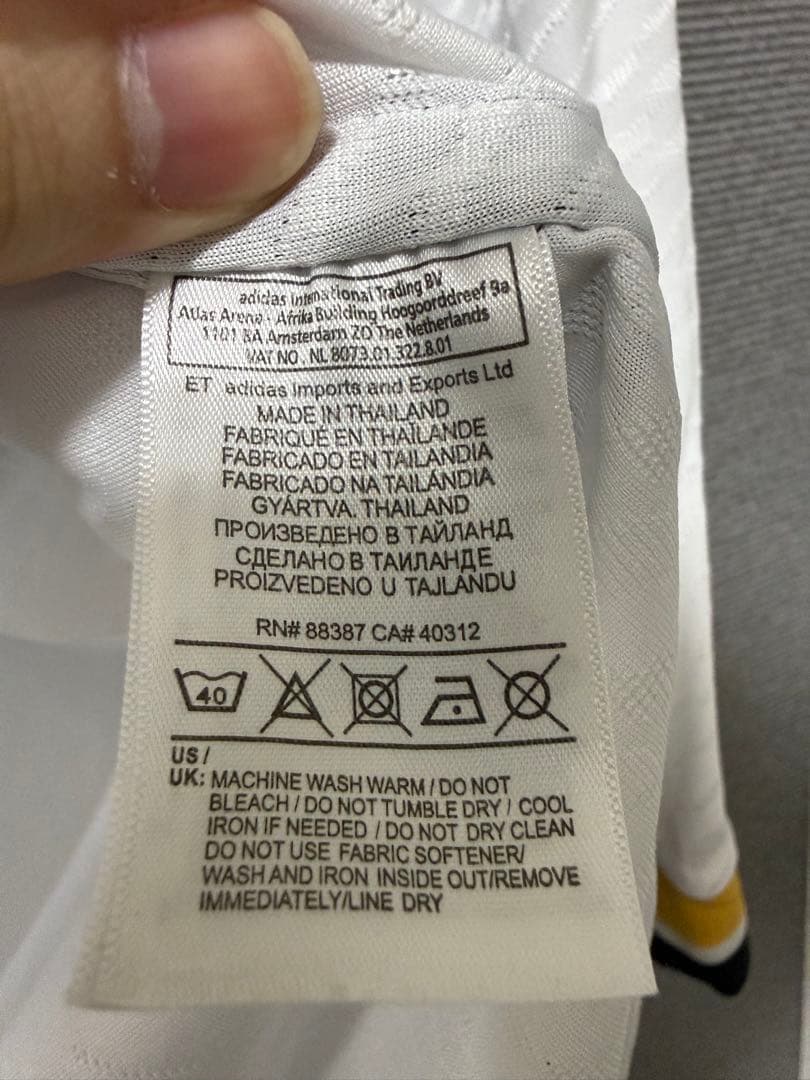 adidas International Trading BV
Atlas Arena - Afrika Building Hoogoorddreef 9a
1101 BA Amsterdam ZO The Netherlands
VAT NO. NL 8073.01.322.8.01
ET adidas Imports and Exports Ltd
MADE IN THAILAND
FABRIQUÉ EN THAÏLANDE
FABRICADO EN TAILANDIA
FABRICADO NA TAILÂNDIA
GYÁRTVA. THAILAND
ПРОИЗВЕДЕНО В ТАЙЛАНД
СДЕЛАНО В ТАИЛАНДЕ
PROIZVEDENO U TAJLANDU
RN# 88387 CA# 40312
40
US /
UK: MACHINE WASH WARM / DO NOT
BLEACH / DO NOT TUMBLE DRY / COOL
IRON IF NEEDED / DO NOT DRY CLEAN
DO NOT USE FABRIC SOFTENER/
WASH AND IRON INSIDE OUT/REMOVE
IMMEDIATELY/LINE DRY